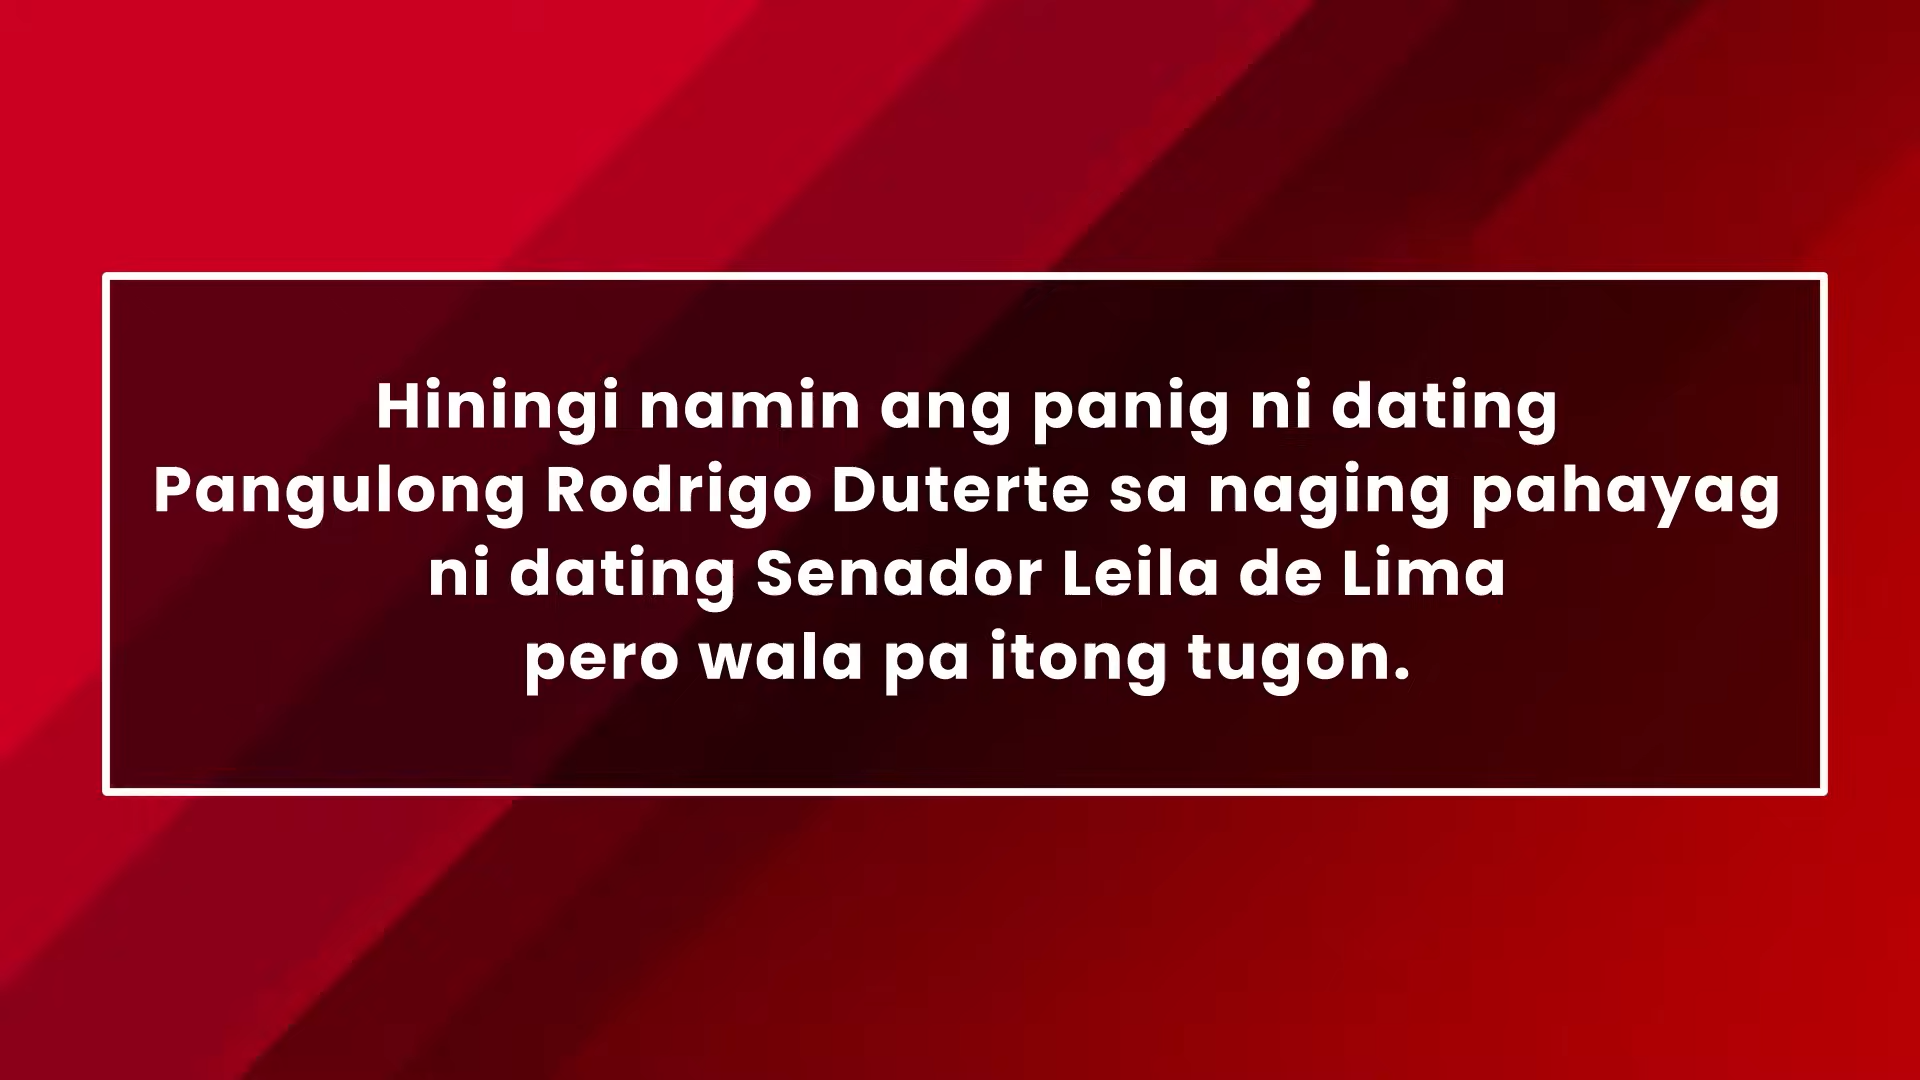 Hiningi namin ang panig ni dating
Pangulong Rodrigo Duterte sa naging pahayag
ni dating Senador Leila de Lima
pero wala pa itong tugon.